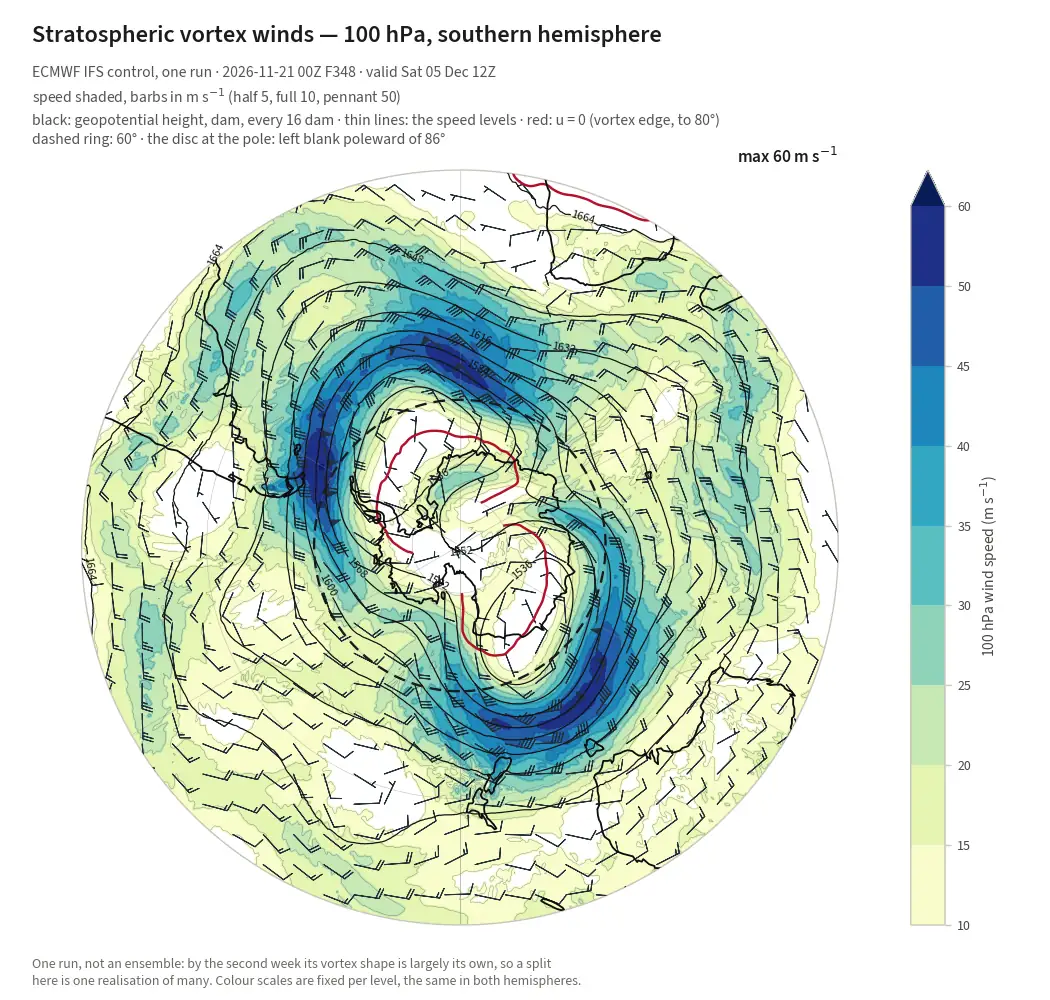 Stratospheric vortex winds — 100 hPa, southern hemisphere
ECMWF IFS control, one run · 2026-11-21 00Z F348 · valid Sat 05 Dec 12Z
speed shaded, barbs in m s⁻¹ (half 5, full 10, pennant 50)
black: geopotential height, dam, every 16 dam · thin lines: the speed levels · red: u = 0 (vortex edge, to 80°)
dashed ring: 60° · the disc at the pole: left blank poleward of 86°
max 60 m s⁻¹
60
50
45
40
35
30
25
20
15
10
100 hPa wind speed (m s⁻¹)
1664
1664
1648
1616
1632
1584
1536
1568
1600
1664
One run, not an ensemble: by the second week its vortex shape is largely its own, so a split
here is one realisation of many. Colour scales are fixed per level, the same in both hemispheres.